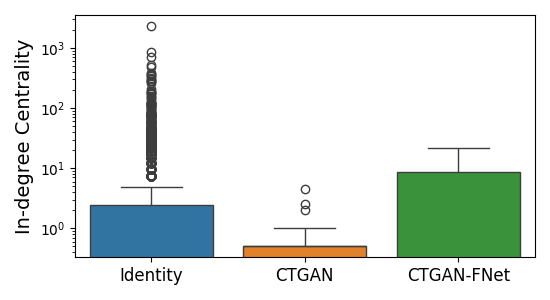 In-degree Centrality
10³
10²
10¹
10⁰
Identity
CTGAN
CTGAN-FNet